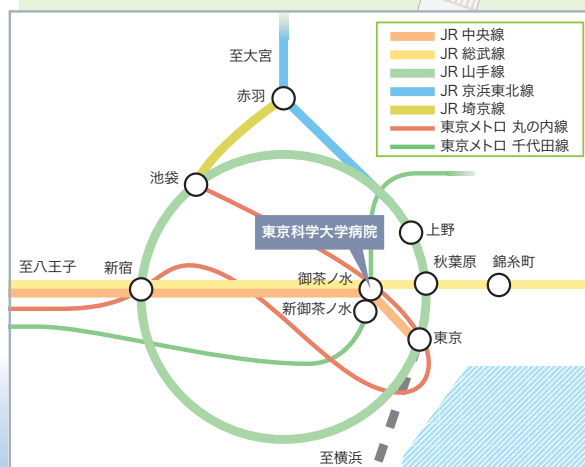 JR 中央線
JR 総武線
JR 山手線
JR 京浜東北線
JR 埼京線
東京メトロ 丸の内線
東京メトロ 千代田線
至大宮
赤羽
池袋
東京科学大学病院
上野
至八王子
新宿
御茶ノ水
秋葉原
錦糸町
新御茶ノ水
東京
至横浜